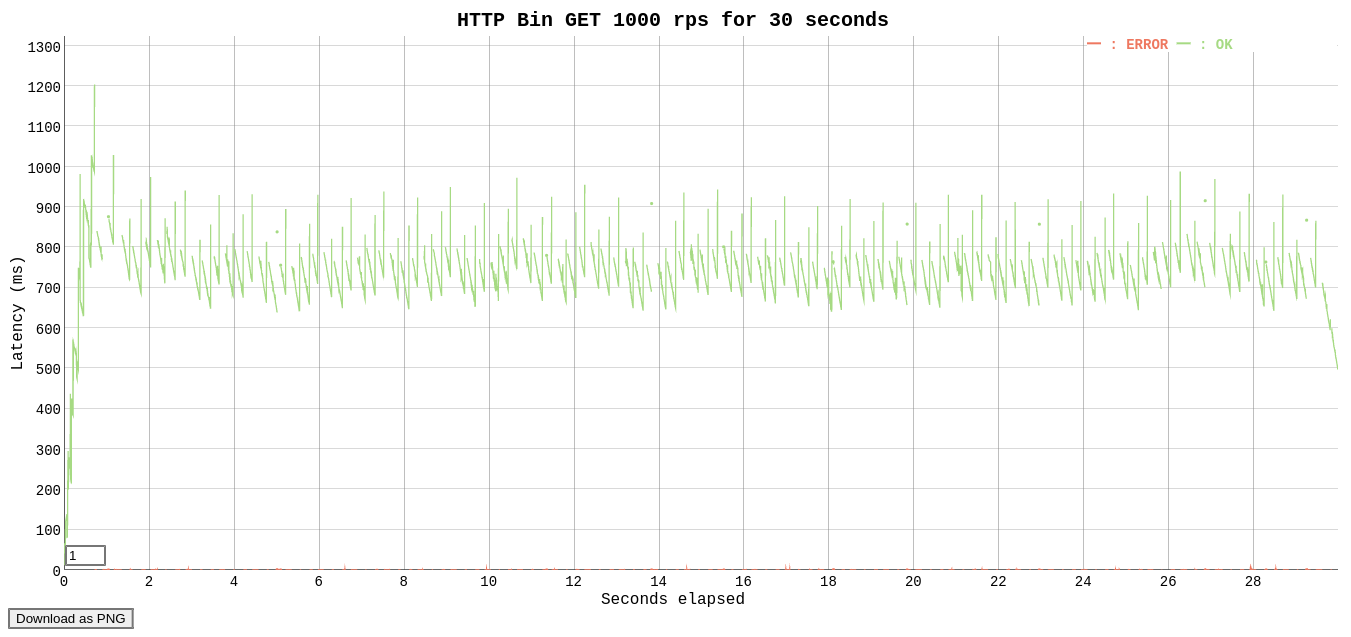 HTTP Bin GET 1000 rps for 30 seconds
: ERROR : OK
1300
1200
1100
1000
900
800
700
600
500
400
300
200
100
0
Latency (ms)
1
0 2 4 6 8 10 12 14 16 18 20 22 24 26 28
Seconds elapsed
Download as PNG